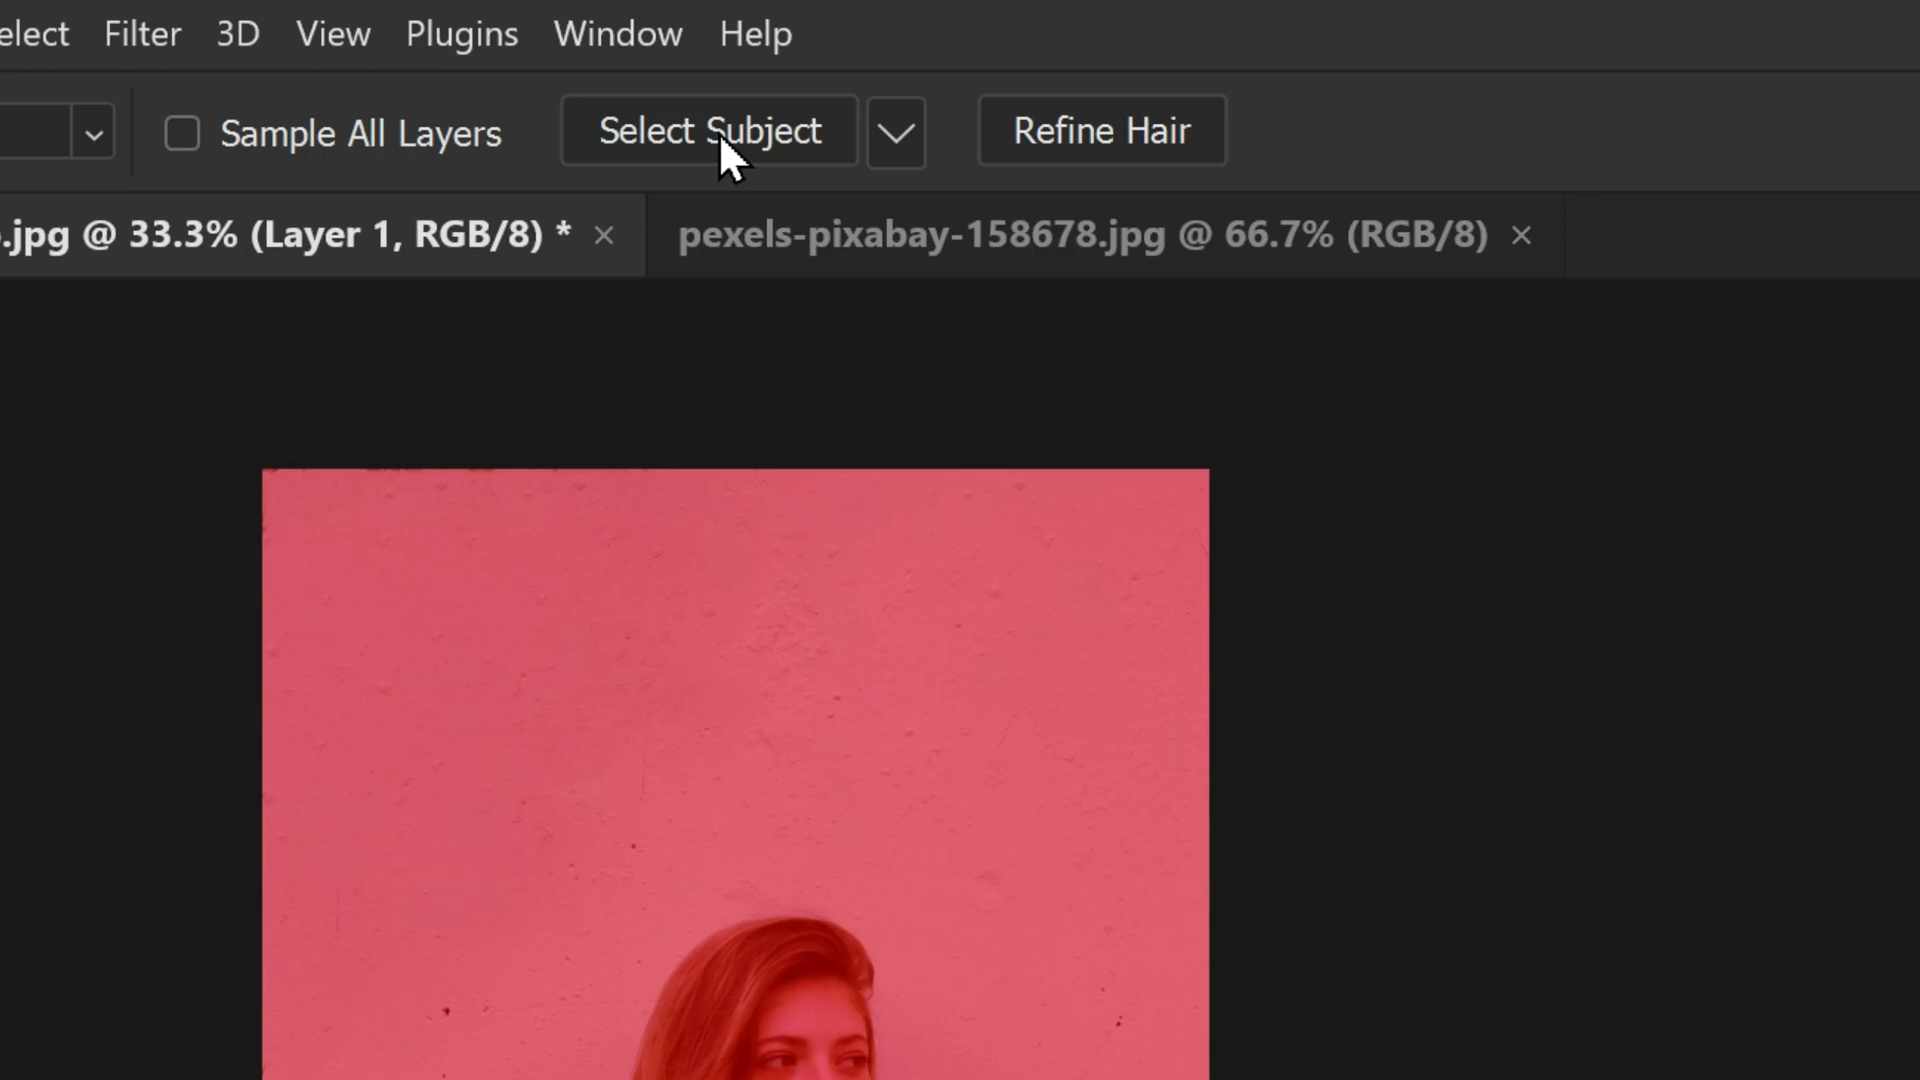 elect Filter 3D View Plugins Window Help
Sample All Layers Select Subject Refine Hair
.jpg @ 33.3% (Layer 1, RGB/8) * × pexels-pixabay-158678.jpg @ 66.7% (RGB/8) ×